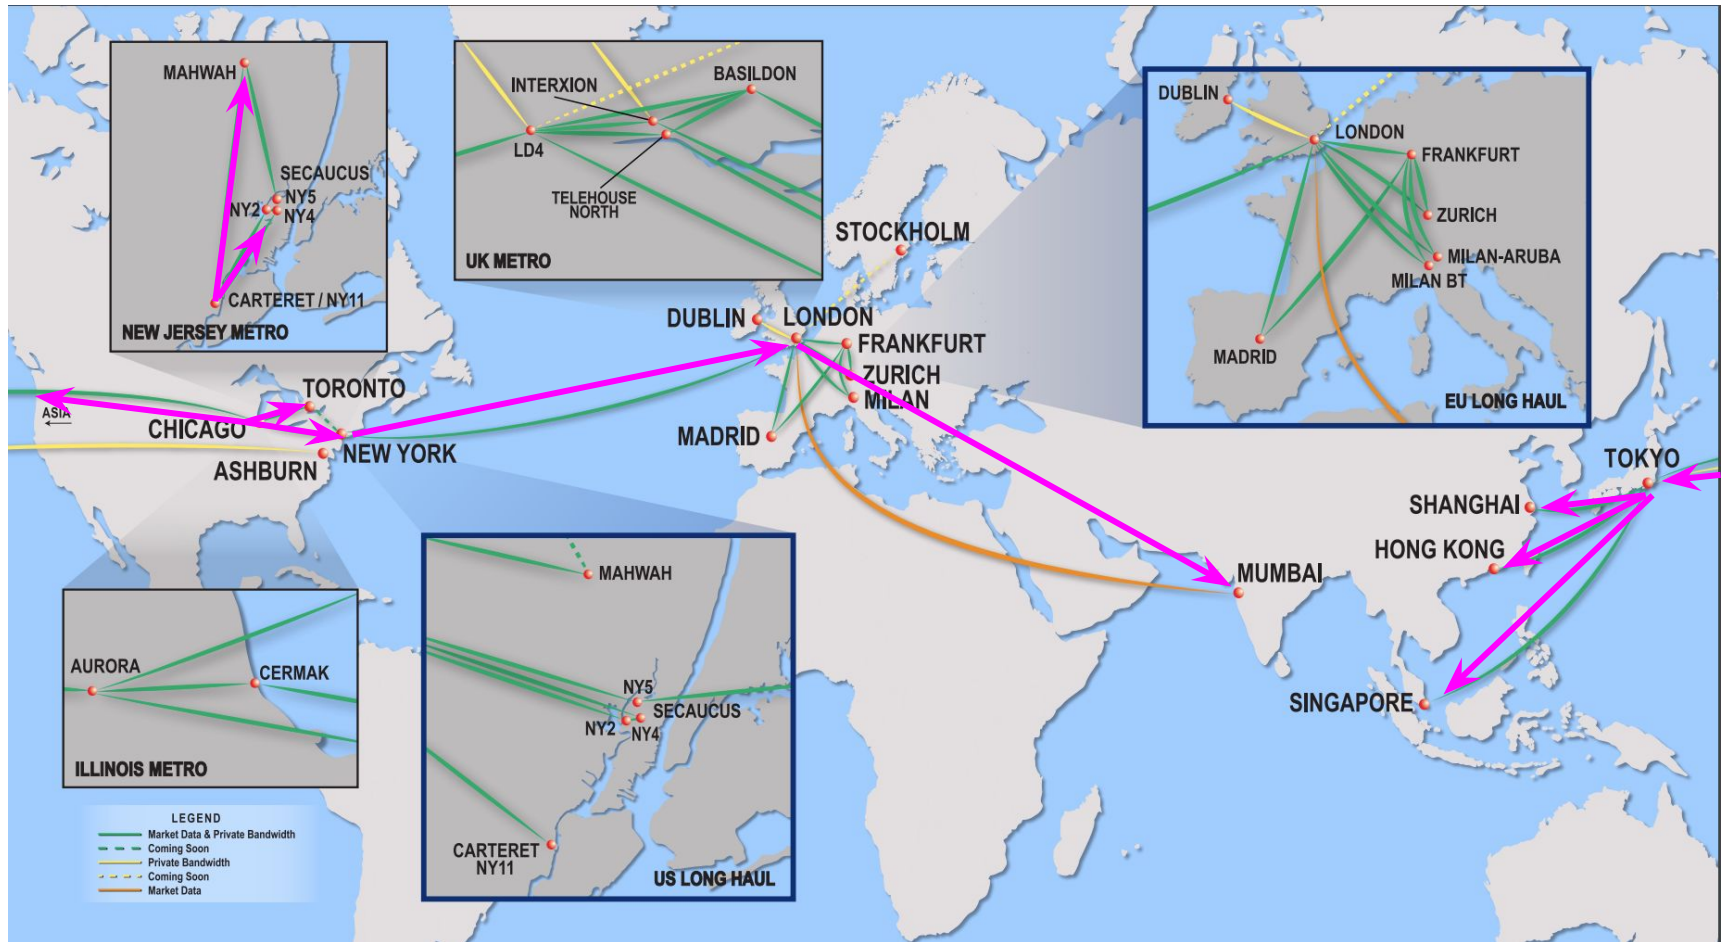 MAHWAH
SECAUCUS
NY5
NY2
NY4
CARTERET / NY11
NEW JERSEY METRO
INTERXION
BASILDON
LD4
TELEHOUSE
NORTH
UK METRO
DUBLIN
LONDON
FRANKFURT
ZURICH
MILAN-ARUBA
MILAN BT
MADRID
EU LONG HAUL
STOCKHOLM
DUBLIN
LONDON
FRANKFURT
ZURICH
MILAN
MADRID
TORONTO
ASIA
CHICAGO
NEW YORK
ASHBURN
TOKYO
SHANGHAI
HONG KONG
MUMBAI
SINGAPORE
MAHWAH
NY5
SECAUCUS
NY2
NY4
CARTERET
NY11
US LONG HAUL
AURORA
CERMAK
ILLINOIS METRO
LEGEND
Market Data & Private Bandwidth
Coming Soon
Private Bandwidth
Coming Soon
Market Data